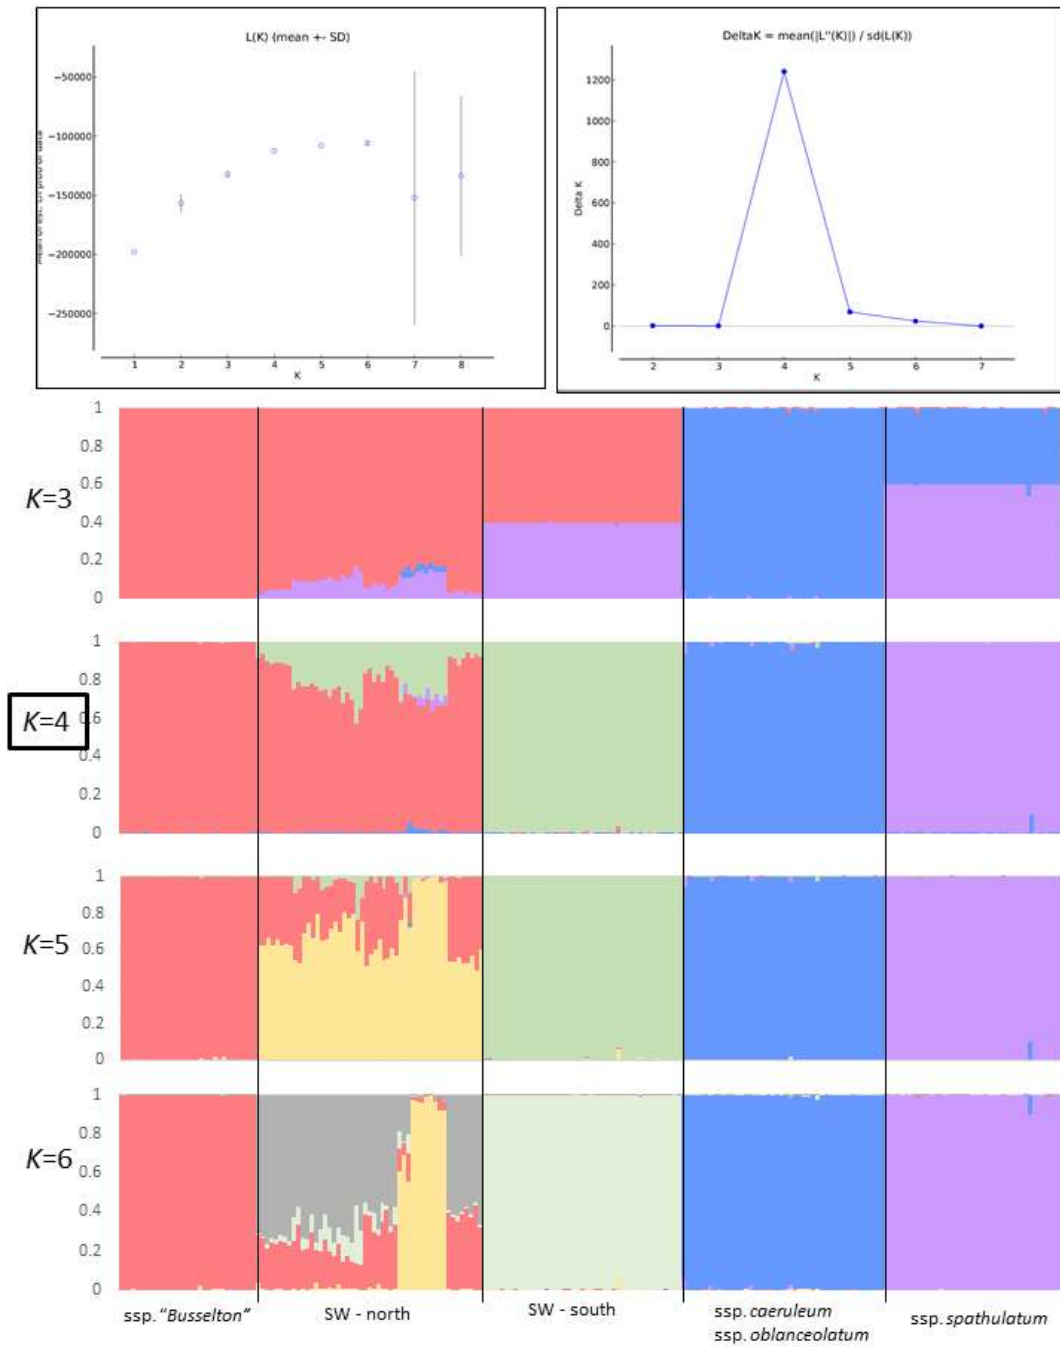 L(K) (mean +- SD)
−50000
−100000
−150000
−200000
−250000
1 2 3 4 5 6 7 8
K
DeltaK = mean(|L"(K)|) / sd(L(K))
Delta K
1200
1000
800
600
400
200
0
2 3 4 5 6 7
K
K=3
1
0.8
0.6
0.4
0.2
0
K=4
1
0.8
0.6
0.4
0.2
0
K=5
1
0.8
0.6
0.4
0.2
0
K=6
1
0.8
0.6
0.4
0.2
0
ssp. "Busselton"
SW - north
SW - south
ssp. caeruleum
ssp. oblanceolatum
ssp. spathulatum